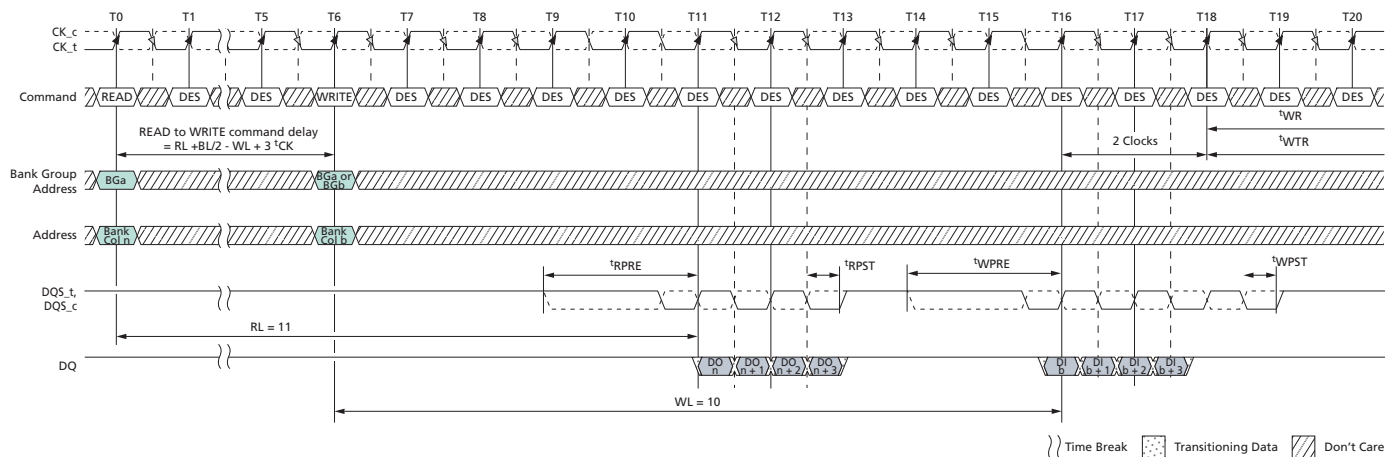 T0 T1 T5 T6 T7 T8 T9 T10 T11 T12 T13 T14 T15 T16 T17 T18 T19 T20
CK_c
CK_t
Command READ DES DES WRITE DES DES DES DES DES DES DES DES DES DES DES DES DES DES
tWR
READ to WRITE command delay
= RL +BL/2 - WL + 3 tCK
2 Clocks tWTR
Bank Group
Address
BGa
BGa or
BGb
Address
Bank
Col n
Bank
Col b
tRPRE tRPST tWPRE tWPST
DQS_t,
DQS_c
RL = 11
DQ
DO
n
DO
n + 1
DO
n + 2
DO
n + 3
DI
b
DI
b + 1
DI
b + 2
DI
b + 3
WL = 10
Time Break Transitioning Data Don't Care